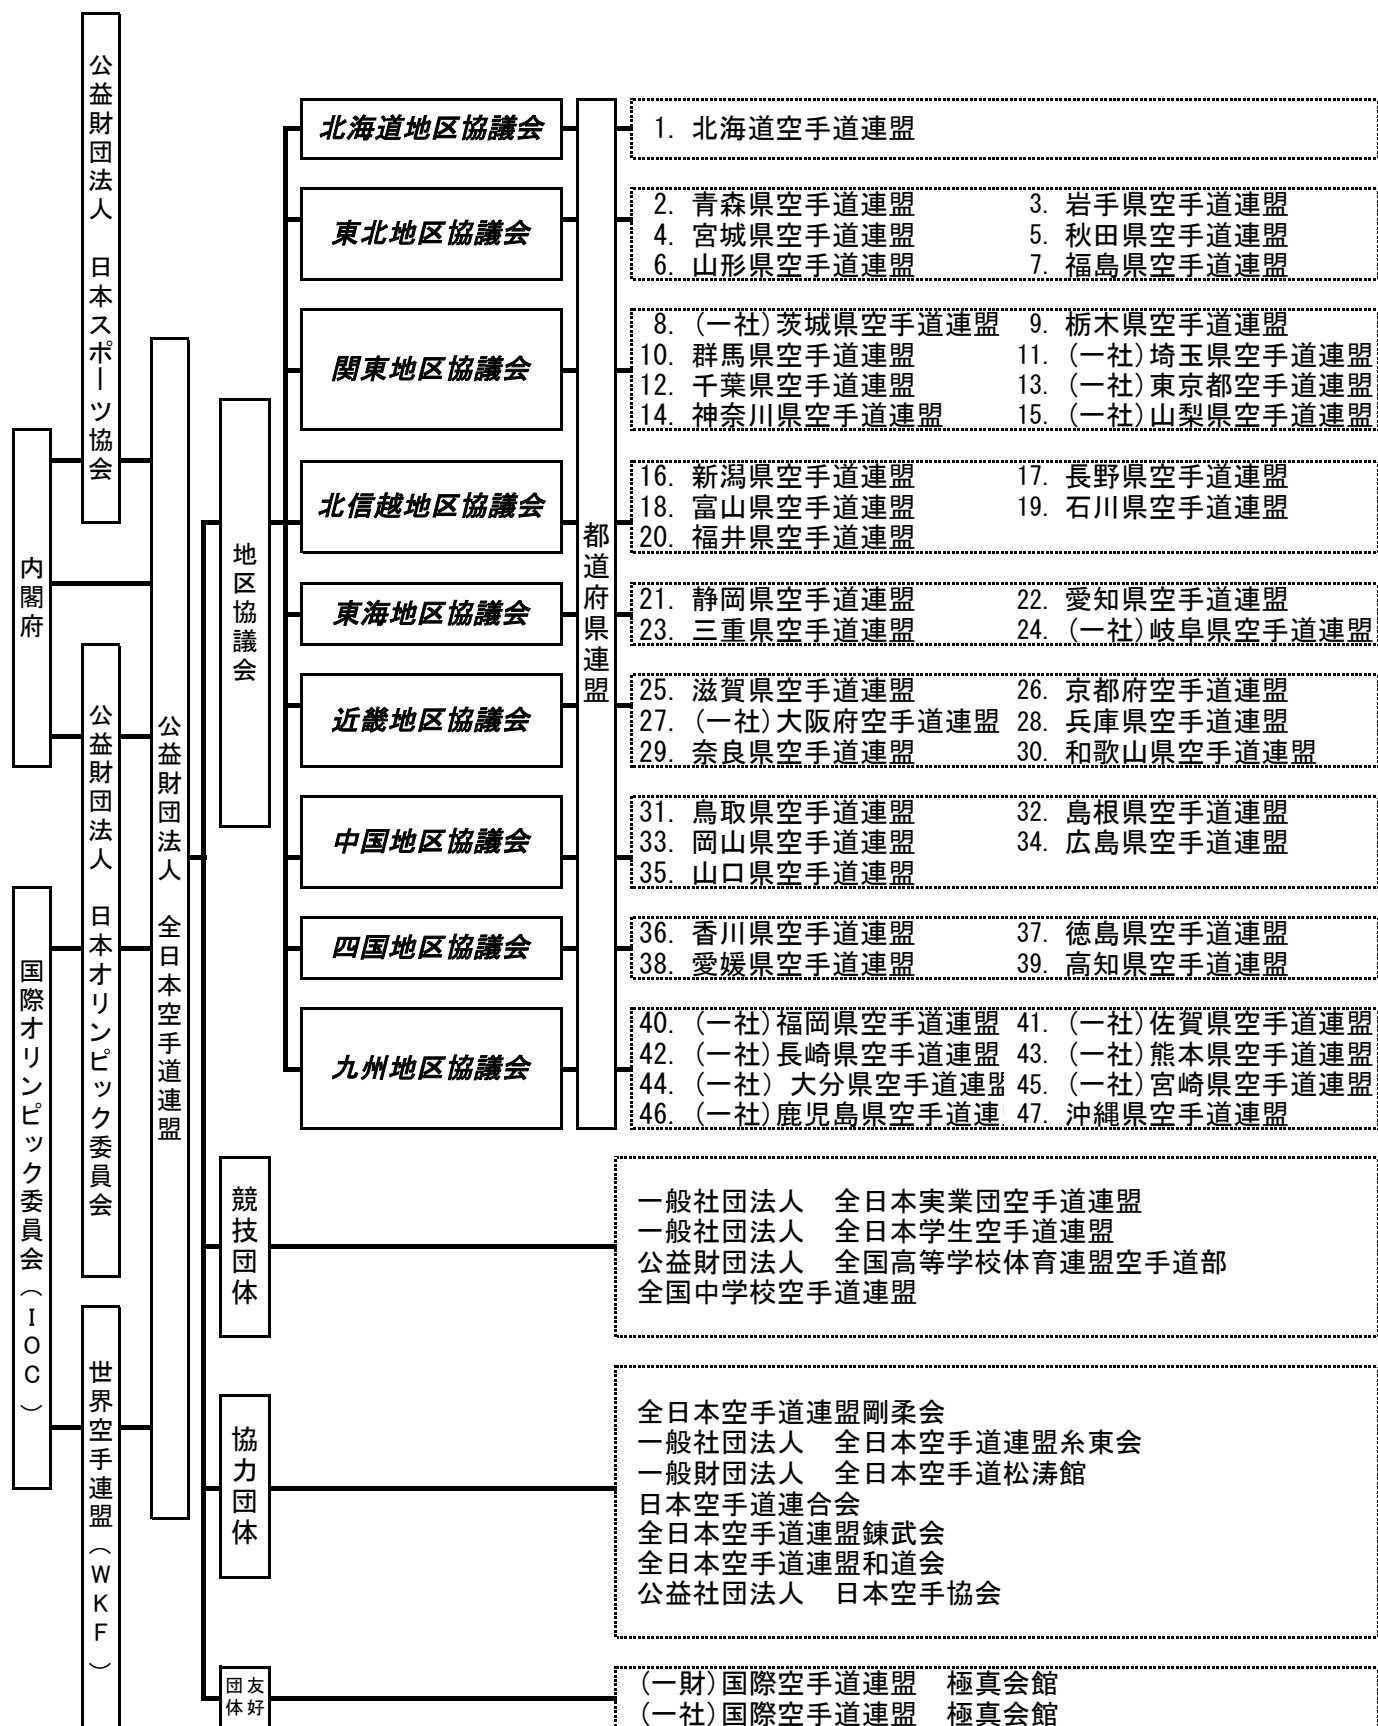 公益財団法人　日本スポーツ協会
内閣府
公益財団法人　日本オリンピック委員会
国際オリンピック委員会（ＩＯＣ）
世界空手連盟（ＷＫＦ）
公益財団法人　全日本空手道連盟
地区協議会
都道府県連盟
北海道地区協議会
1. 北海道空手道連盟
東北地区協議会
2. 青森県空手道連盟 3. 岩手県空手道連盟
4. 宮城県空手道連盟 5. 秋田県空手道連盟
6. 山形県空手道連盟 7. 福島県空手道連盟
関東地区協議会
8. (一社)茨城県空手道連盟 9. 栃木県空手道連盟
10. 群馬県空手道連盟 11. (一社)埼玉県空手道連盟
12. 千葉県空手道連盟 13. (一社)東京都空手道連盟
14. 神奈川県空手道連盟 15. (一社)山梨県空手道連盟
北信越地区協議会
16. 新潟県空手道連盟 17. 長野県空手道連盟
18. 富山県空手道連盟 19. 石川県空手道連盟
20. 福井県空手道連盟
東海地区協議会
21. 静岡県空手道連盟 22. 愛知県空手道連盟
23. 三重県空手道連盟 24. (一社)岐阜県空手道連盟
近畿地区協議会
25. 滋賀県空手道連盟 26. 京都府空手道連盟
27. (一社)大阪府空手道連盟 28. 兵庫県空手道連盟
29. 奈良県空手道連盟 30. 和歌山県空手道連盟
中国地区協議会
31. 鳥取県空手道連盟 32. 島根県空手道連盟
33. 岡山県空手道連盟 34. 広島県空手道連盟
35. 山口県空手道連盟
四国地区協議会
36. 香川県空手道連盟 37. 徳島県空手道連盟
38. 愛媛県空手道連盟 39. 高知県空手道連盟
九州地区協議会
40. (一社)福岡県空手道連盟 41. (一社)佐賀県空手道連盟
42. (一社)長崎県空手道連盟 43. (一社)熊本県空手道連盟
44. (一社) 大分県空手道連盟 45. (一社)宮崎県空手道連盟
46. (一社)鹿児島県空手道連 47. 沖縄県空手道連盟
競技団体
一般社団法人　全日本実業団空手道連盟
一般社団法人　全日本学生空手道連盟
公益財団法人　全国高等学校体育連盟空手道部
全国中学校空手道連盟
協力団体
全日本空手道連盟剛柔会
一般社団法人　全日本空手道連盟糸東会
一般財団法人　全日本空手道松涛館
日本空手道連合会
全日本空手道連盟錬武会
全日本空手道連盟和道会
公益社団法人　日本空手協会
友好団体
(一財)国際空手道連盟　極真会館
(一社)国際空手道連盟　極真会館